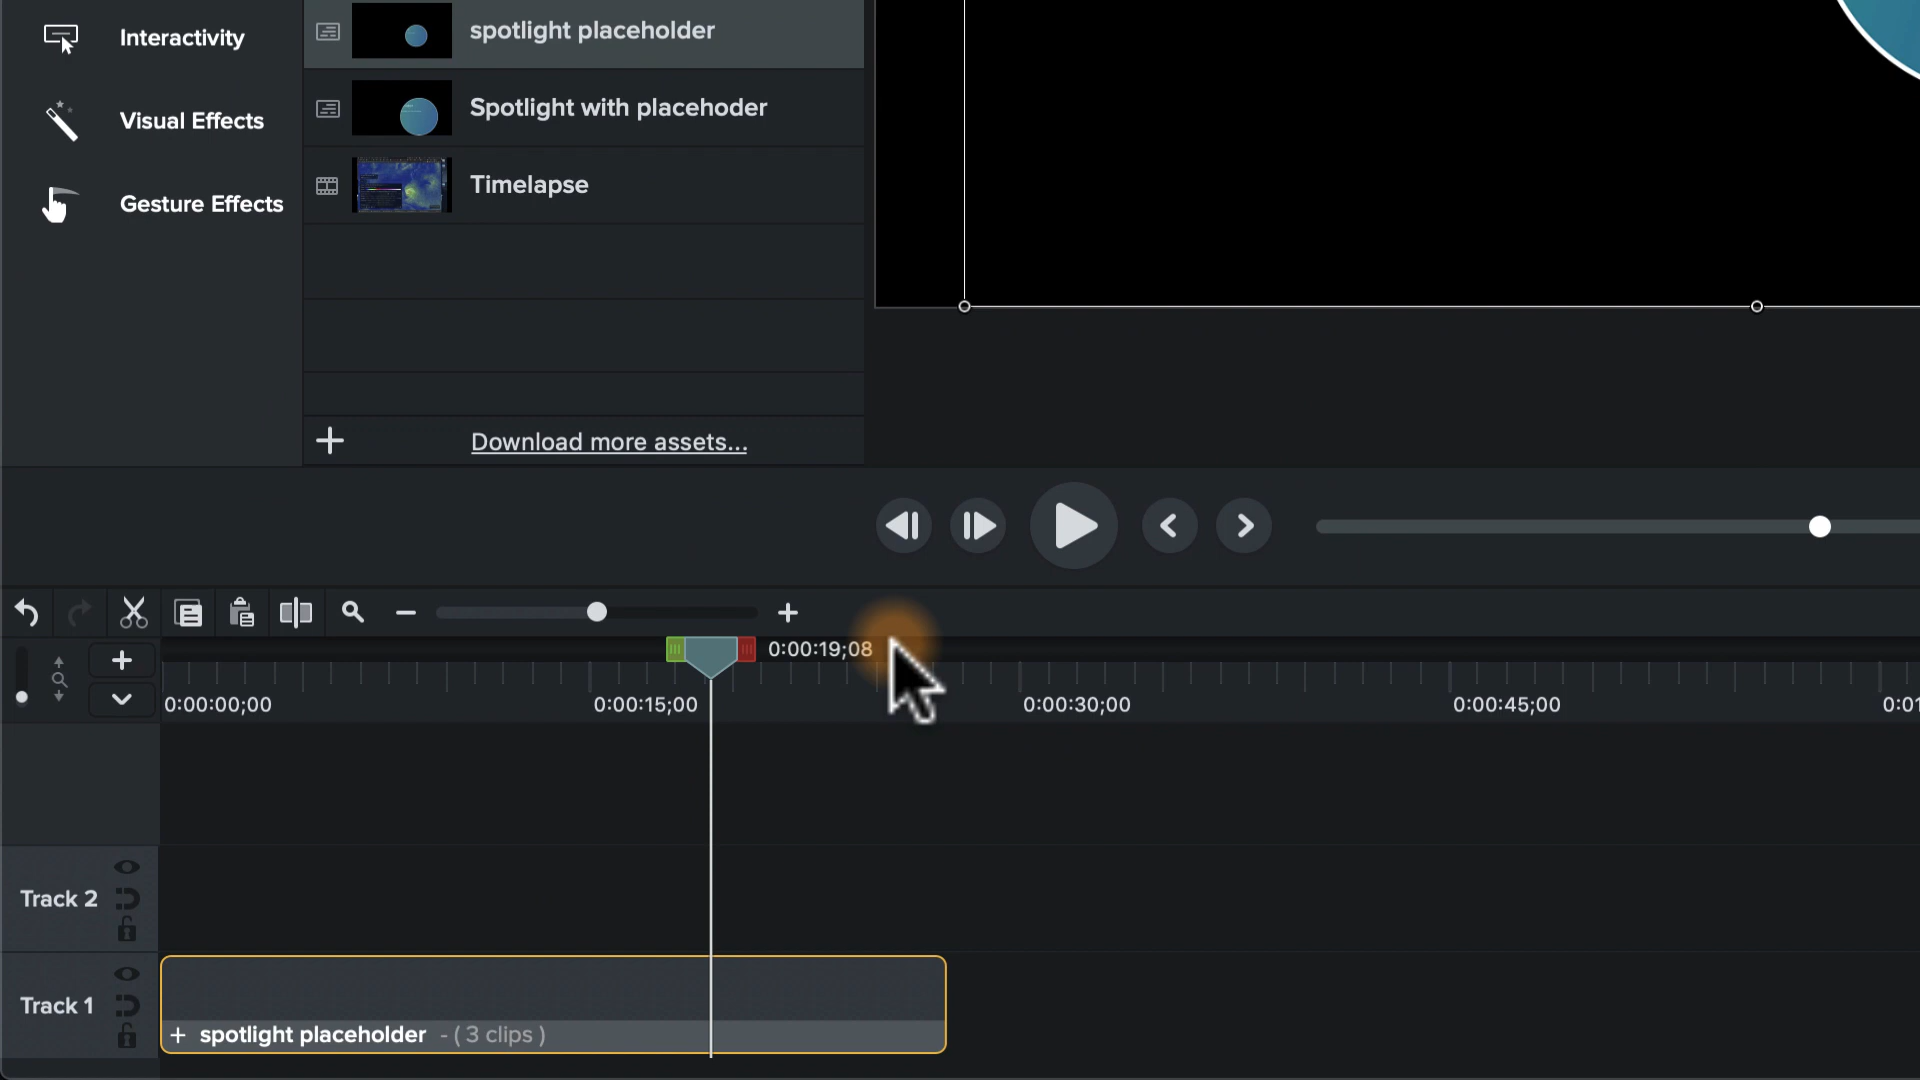 Interactivity
Visual Effects
Gesture Effects
spotlight placeholder
Spotlight with placehoder
Timelapse
Download more assets...
0:00:19;08
0:00:00;00
0:00:15;00
0:00:30;00
0:00:45;00
0:01
Track 2
Track 1
+ spotlight placeholder - ( 3 clips )